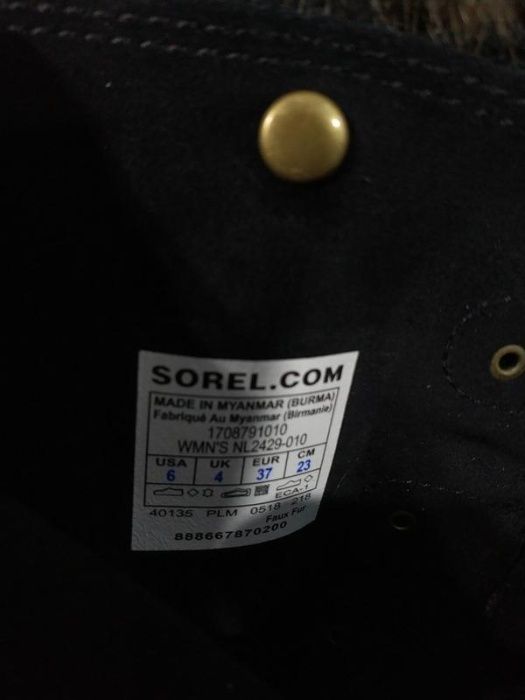 SOREL.COM
MADE IN MYANMAR (BURMA)
Fabriqué Au Myanmar (Birmanie)
1708791010
WMN'S NL2429-010
USA UK EUR CM
6 4 37 23
ECA-1
40135 PLM 0518 - 218
Faux Fur
888667870200